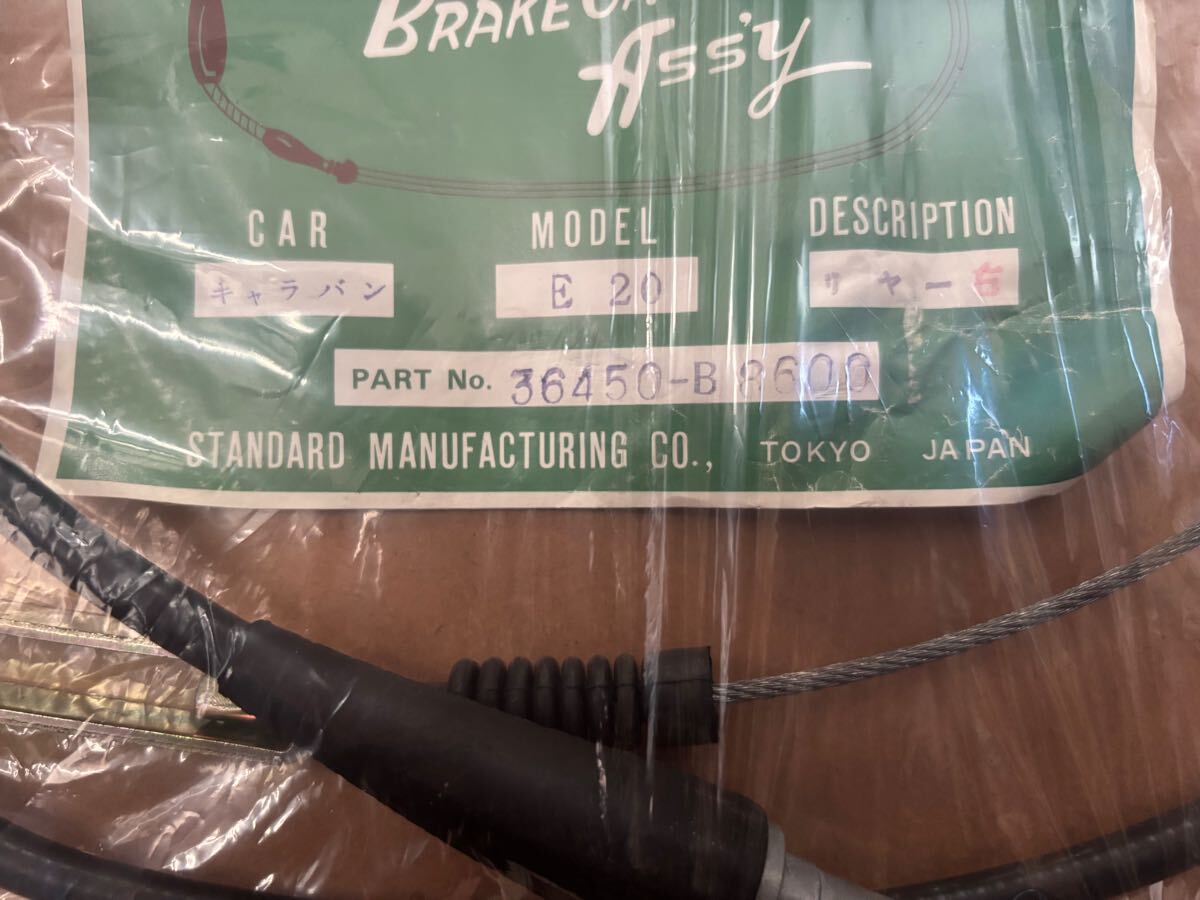 BRAKE
Ass'y
CAR MODEL DESCRIPTION
キャラバン E 20 リヤー右
PART No. 36450-B8600
STANDARD MANUFACTURING CO., TOKYO JAPAN